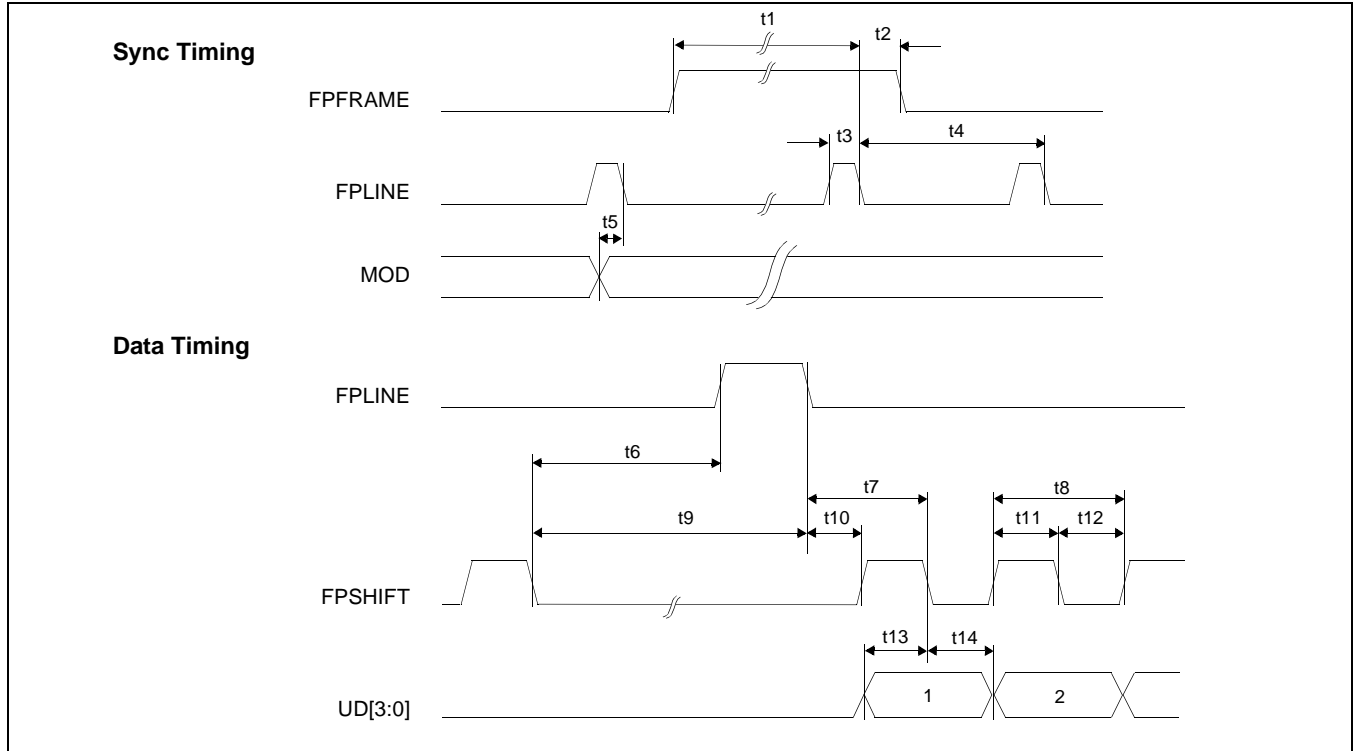 Sync Timing
t1
t2
FPFRAME
t3
t4
FPLINE
t5
MOD
Data Timing
FPLINE
t6
t7
t8
t9
t10
t11
t12
FPSHIFT
t13
t14
UD[3:0]
1
2